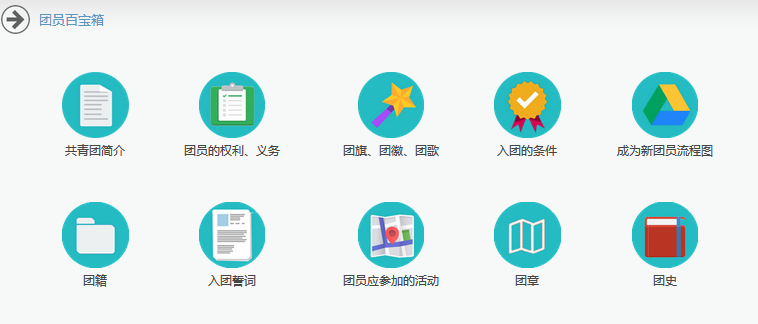 团员百宝箱
共青团简介
团员的权利、义务
团旗、团徽、团歌
入团的条件
成为新团员流程图
团籍
入团誓词
团员应参加的活动
团章
团史